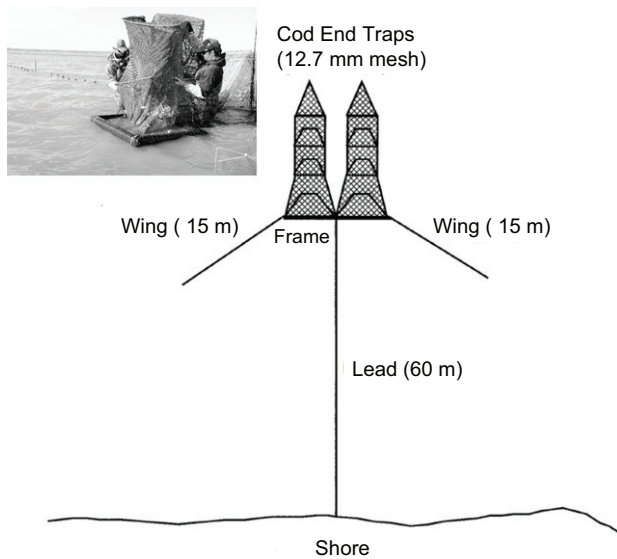 Cod End Traps
(12.7 mm mesh)
Wing ( 15 m)
Frame
Wing ( 15 m)
Lead (60 m)
Shore